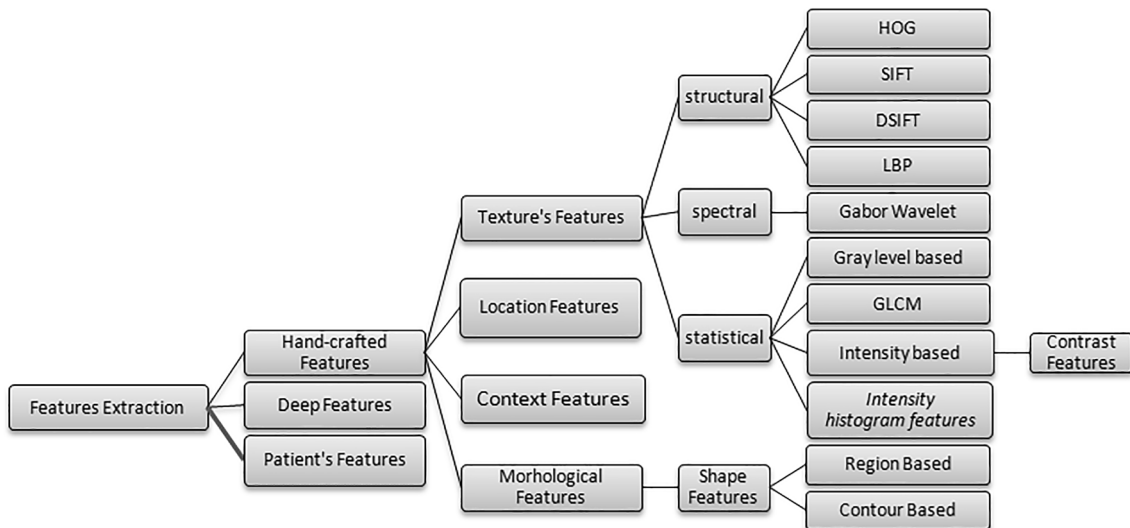 Features Extraction
Hand-crafted
Features
Deep Features
Patient's Features
Texture's Features
Location Features
Context Features
Morhological
Features
structural
spectral
statistical
Shape
Features
HOG
SIFT
DSIFT
LBP
Gabor Wavelet
Gray level based
GLCM
Intensity based
Intensity
histogram features
Region Based
Contour Based
Contrast
Features